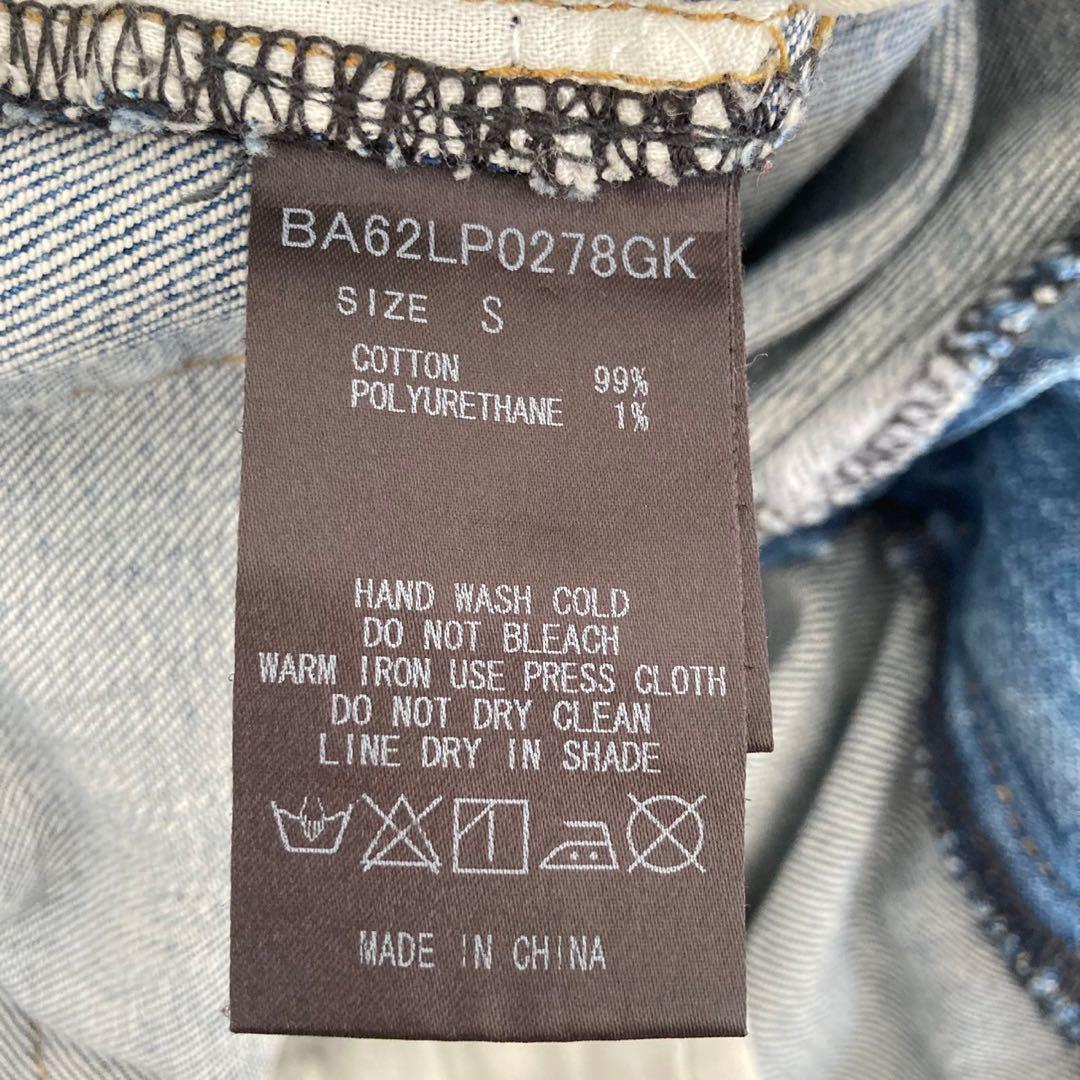 BA62LP0278GK
SIZE S
COTTON 99%
POLYURETHANE 1%
HAND WASH COLD
DO NOT BLEACH
WARM IRON USE PRESS CLOTH
DO NOT DRY CLEAN
LINE DRY IN SHADE
MADE IN CHINA